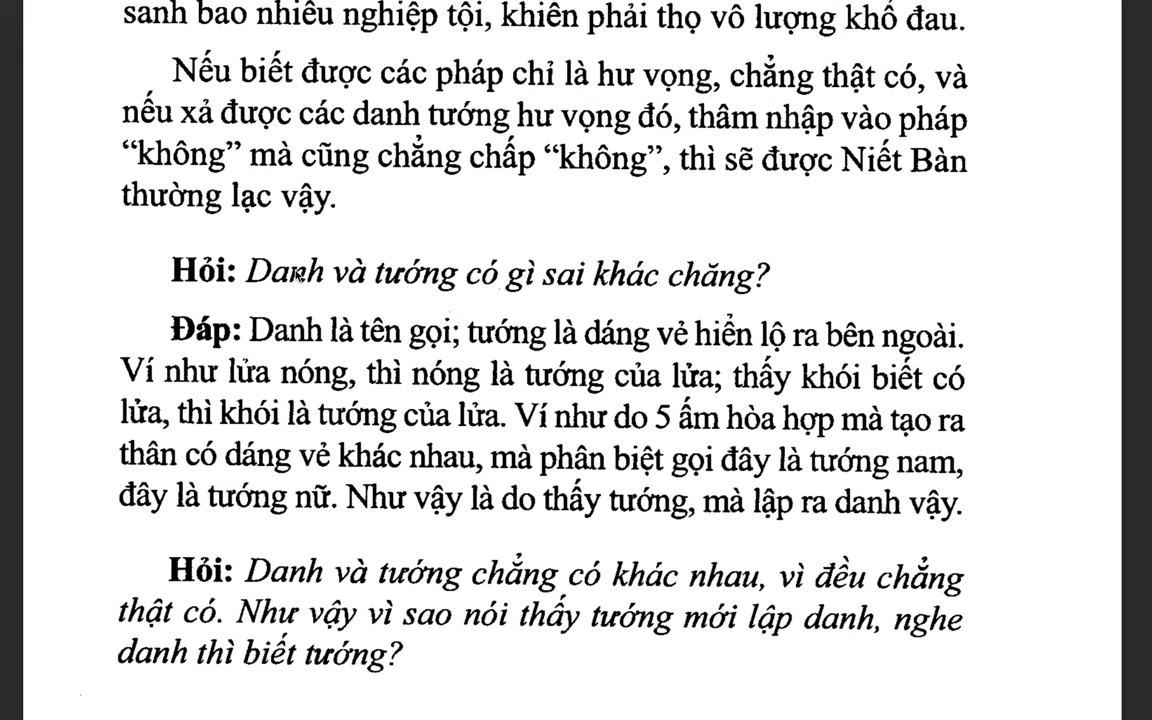 sanh bao nhiêu nghiệp tội, khiến phải thọ vô lượng khổ đau.
Nếu biết được các pháp chỉ là hư vọng, chẳng thật có, và
nếu xả được các danh tướng hư vọng đó, thâm nhập vào pháp
“không” mà cũng chẳng chấp “không”, thì sẽ được Niết Bàn
thường lạc vậy.
Hỏi: Danh và tướng có gì sai khác chăng?
Đáp: Danh là tên gọi; tướng là dáng vẻ hiển lộ ra bên ngoài.
Ví như lửa nóng, thì nóng là tướng của lửa; thấy khói biết có
lửa, thì khói là tướng của lửa. Ví như do 5 ấm hòa hợp mà tạo ra
thân có dáng vẻ khác nhau, mà phân biệt gọi đây là tướng nam,
đây là tướng nữ. Như vậy là do thấy tướng, mà lập ra danh vậy.
Hỏi: Danh và tướng chẳng có khác nhau, vì đều chẳng
thật có. Như vậy vì sao nói thấy tướng mới lập danh, nghe
danh thì biết tướng?